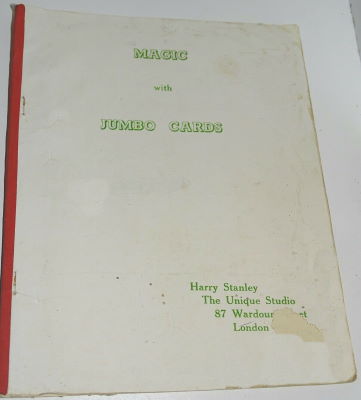 MAGIC
with
JUMBO CARDS
Harry Stanley
The Unique Studio
87 Wardour
London